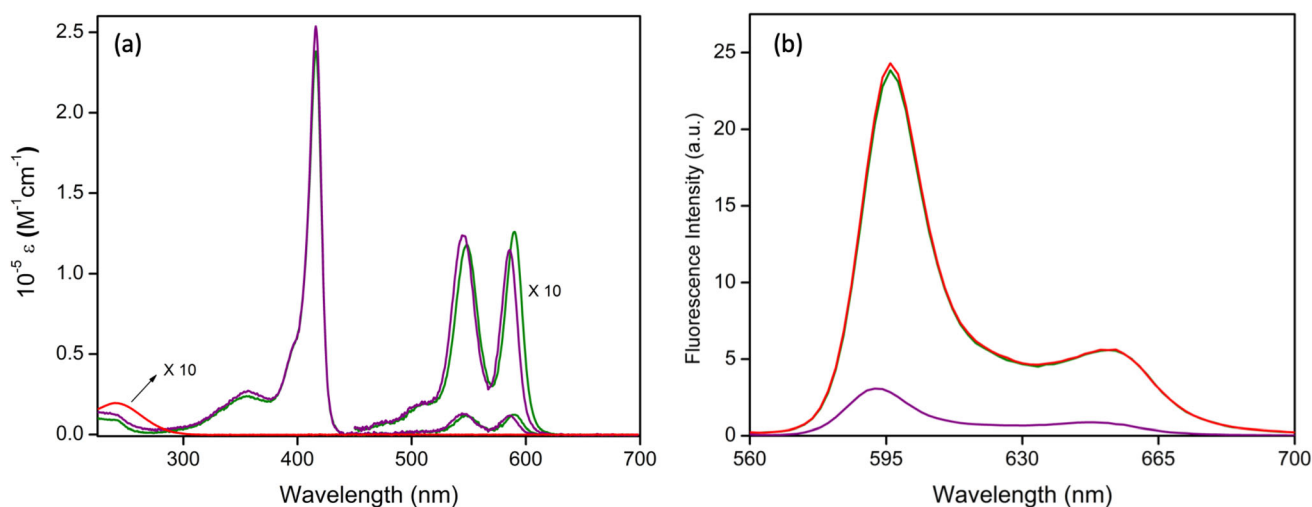 (a)
10⁻⁵ ε (M⁻¹cm⁻¹)
2.5
2.0
1.5
1.0
0.5
0.0
X 10
X 10
300
400
500
600
700
Wavelength (nm)
(b)
Fluorescence Intensity (a.u.)
25
20
15
10
5
0
560
595
630
665
700
Wavelength (nm)